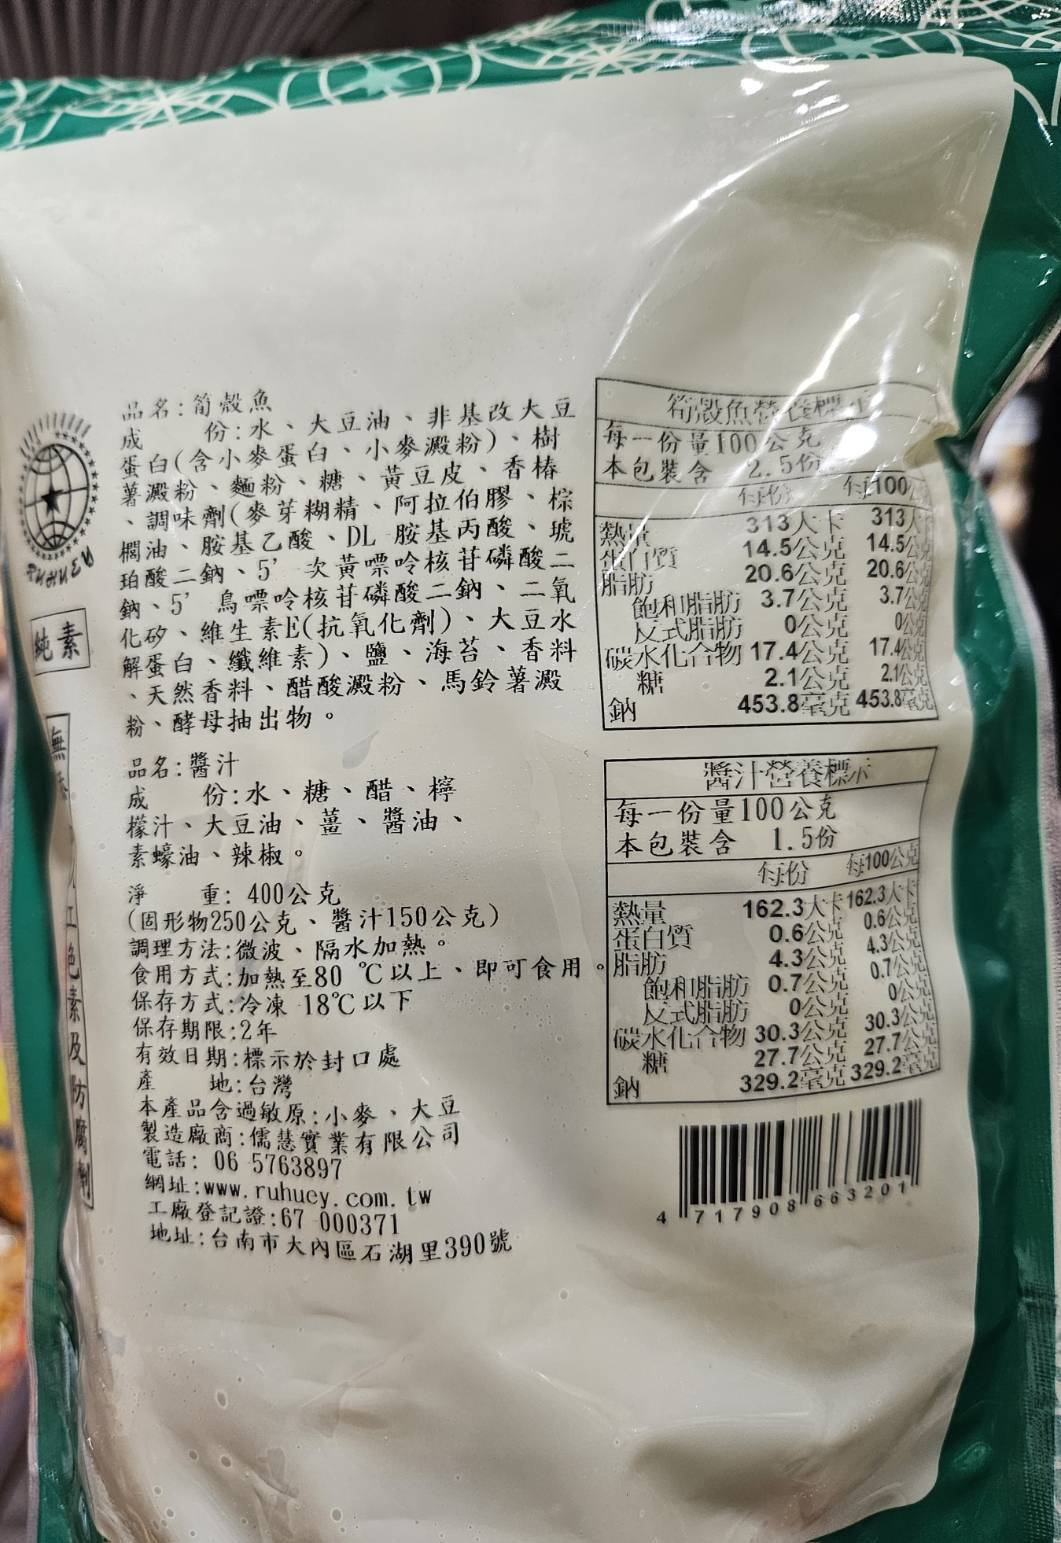 品名:筍殼魚
成 份:水、大豆油、非基改大豆
蛋白(含小麥蛋白、小麥澱粉)、樹
薯澱粉、麵粉、糖、黃豆皮、香椿
、調味劑(麥芽糊精、阿拉伯膠、棕
櫚油、胺基乙酸、DL-胺基丙酸、琥
珀酸二鈉、5'-次黃嘌呤核苷磷酸二
鈉、5'-鳥嘌呤核苷磷酸二鈉、二氧
化矽、維生素E(抗氧化劑)、大豆水
解蛋白、纖維素)、鹽、海苔、香料
、天然香料、醋酸澱粉、馬鈴薯澱
粉、酵母抽出物。
品名:醬汁
成 份:水、糖、醋、檸
檬汁、大豆油、薑、醬油、
素蠔油、辣椒。
淨 重: 400公克
(固形物250公克、醬汁150公克)
調理方法:微波、隔水加熱。
食用方式:加熱至80 ℃以上、即可食用。
保存方式:冷凍-18℃以下
保存期限:2年
有效日期:標示於封口處
產 地:台灣
本產品含過敏原:小麥、大豆
製造廠商:儒慧實業有限公司
電話: 06-5763897
網址:www.ruhuey.com.tw
工廠登記證:67-000371
地址:台南市大內區石湖里390號
筍殼魚營養標示
每一份量100公克
本包裝含 2.5份
每份 每100公克
熱量 313大卡 313大卡
蛋白質 14.5公克 14.5公克
脂肪 20.6公克 20.6公克
飽和脂肪 3.7公克 3.7公克
反式脂肪 0公克 0公克
碳水化合物 17.4公克 17.4公克
糖 2.1公克 2.1公克
鈉 453.8毫克 453.8毫克
醬汁營養標示
每一份量100公克
本包裝含 1.5份
每份 每100公克
熱量 162.3大卡 162.3大卡
蛋白質 0.6公克 0.6公克
脂肪 4.3公克 4.3公克
飽和脂肪 0.7公克 0.7公克
反式脂肪 0公克 0公克
碳水化合物 30.3公克 30.3公克
糖 27.7公克 27.7公克
鈉 329.2毫克 329.2毫克
4 717908 663201
純素
無 工色素及防腐劑